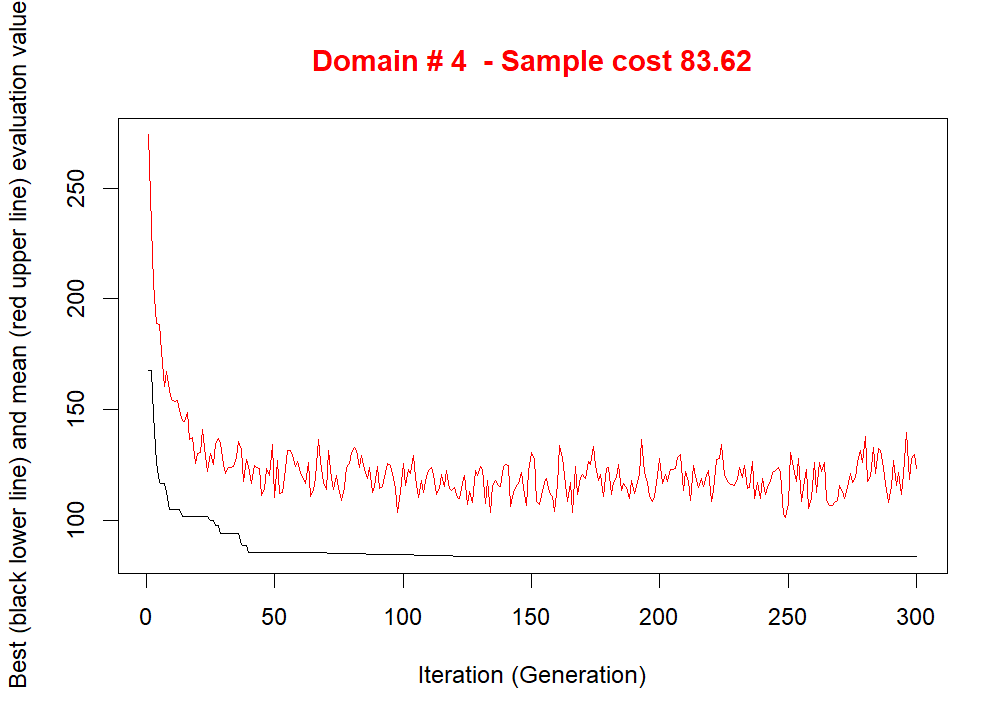 Domain # 4  - Sample cost 83.62
Best (black lower line) and mean (red upper line) evaluation value
250
200
150
100
0 50 100 150 200 250 300
Iteration (Generation)